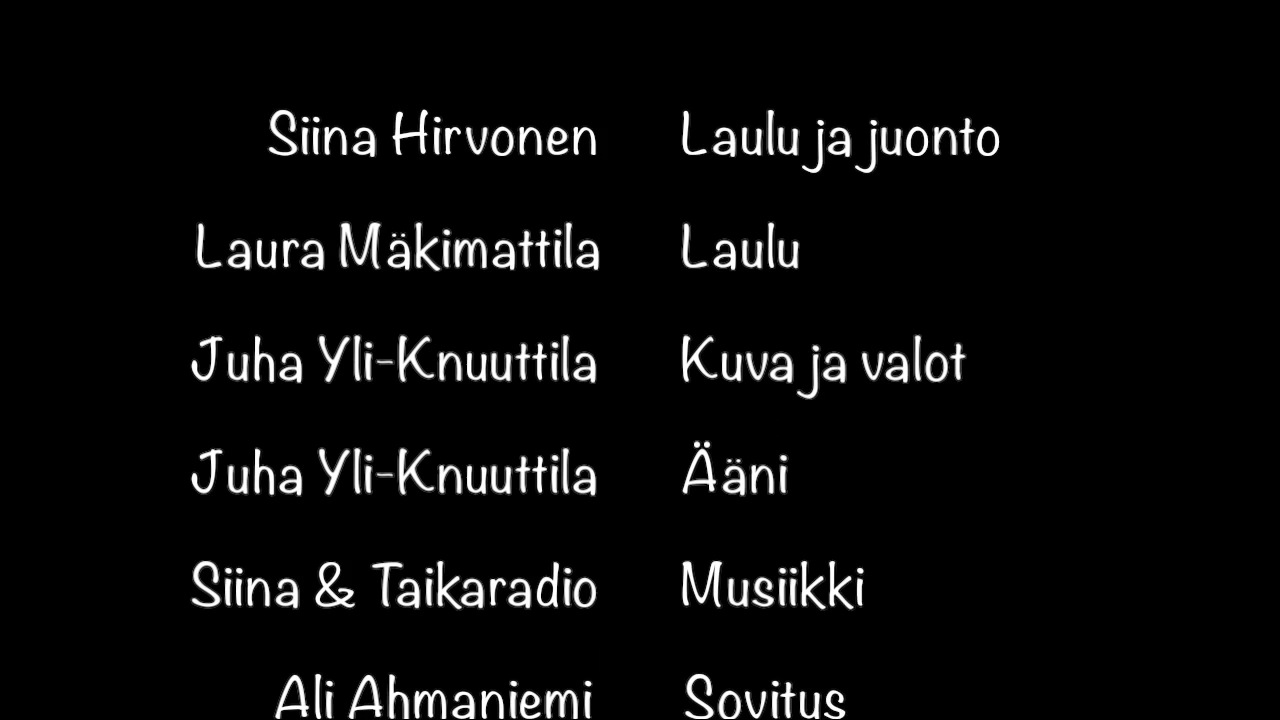 Siina Hirvonen Laulu ja juonto
Laura Mäkimattila Laulu
Juha Yli-Knuuttila Kuva ja valot
Juha Yli-Knuuttila Ääni
Siina & Taikaradio Musiikki
Ali Ahmaniemi Sovitus